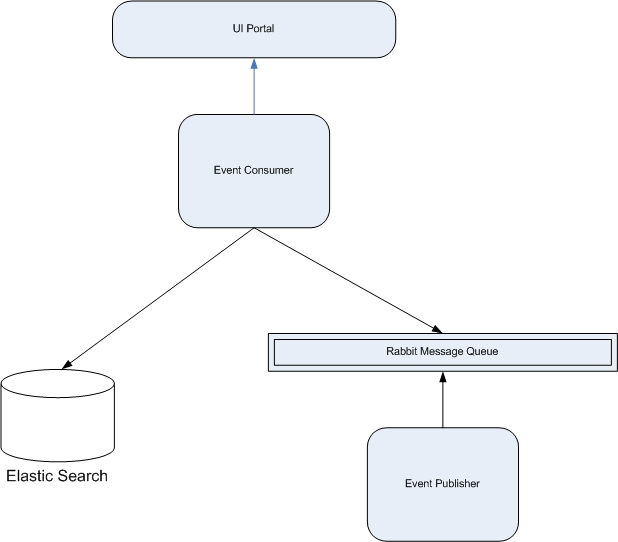 UI Portal
Event Consumer
Rabbit Message Queue
Elastic Search
Event Publisher